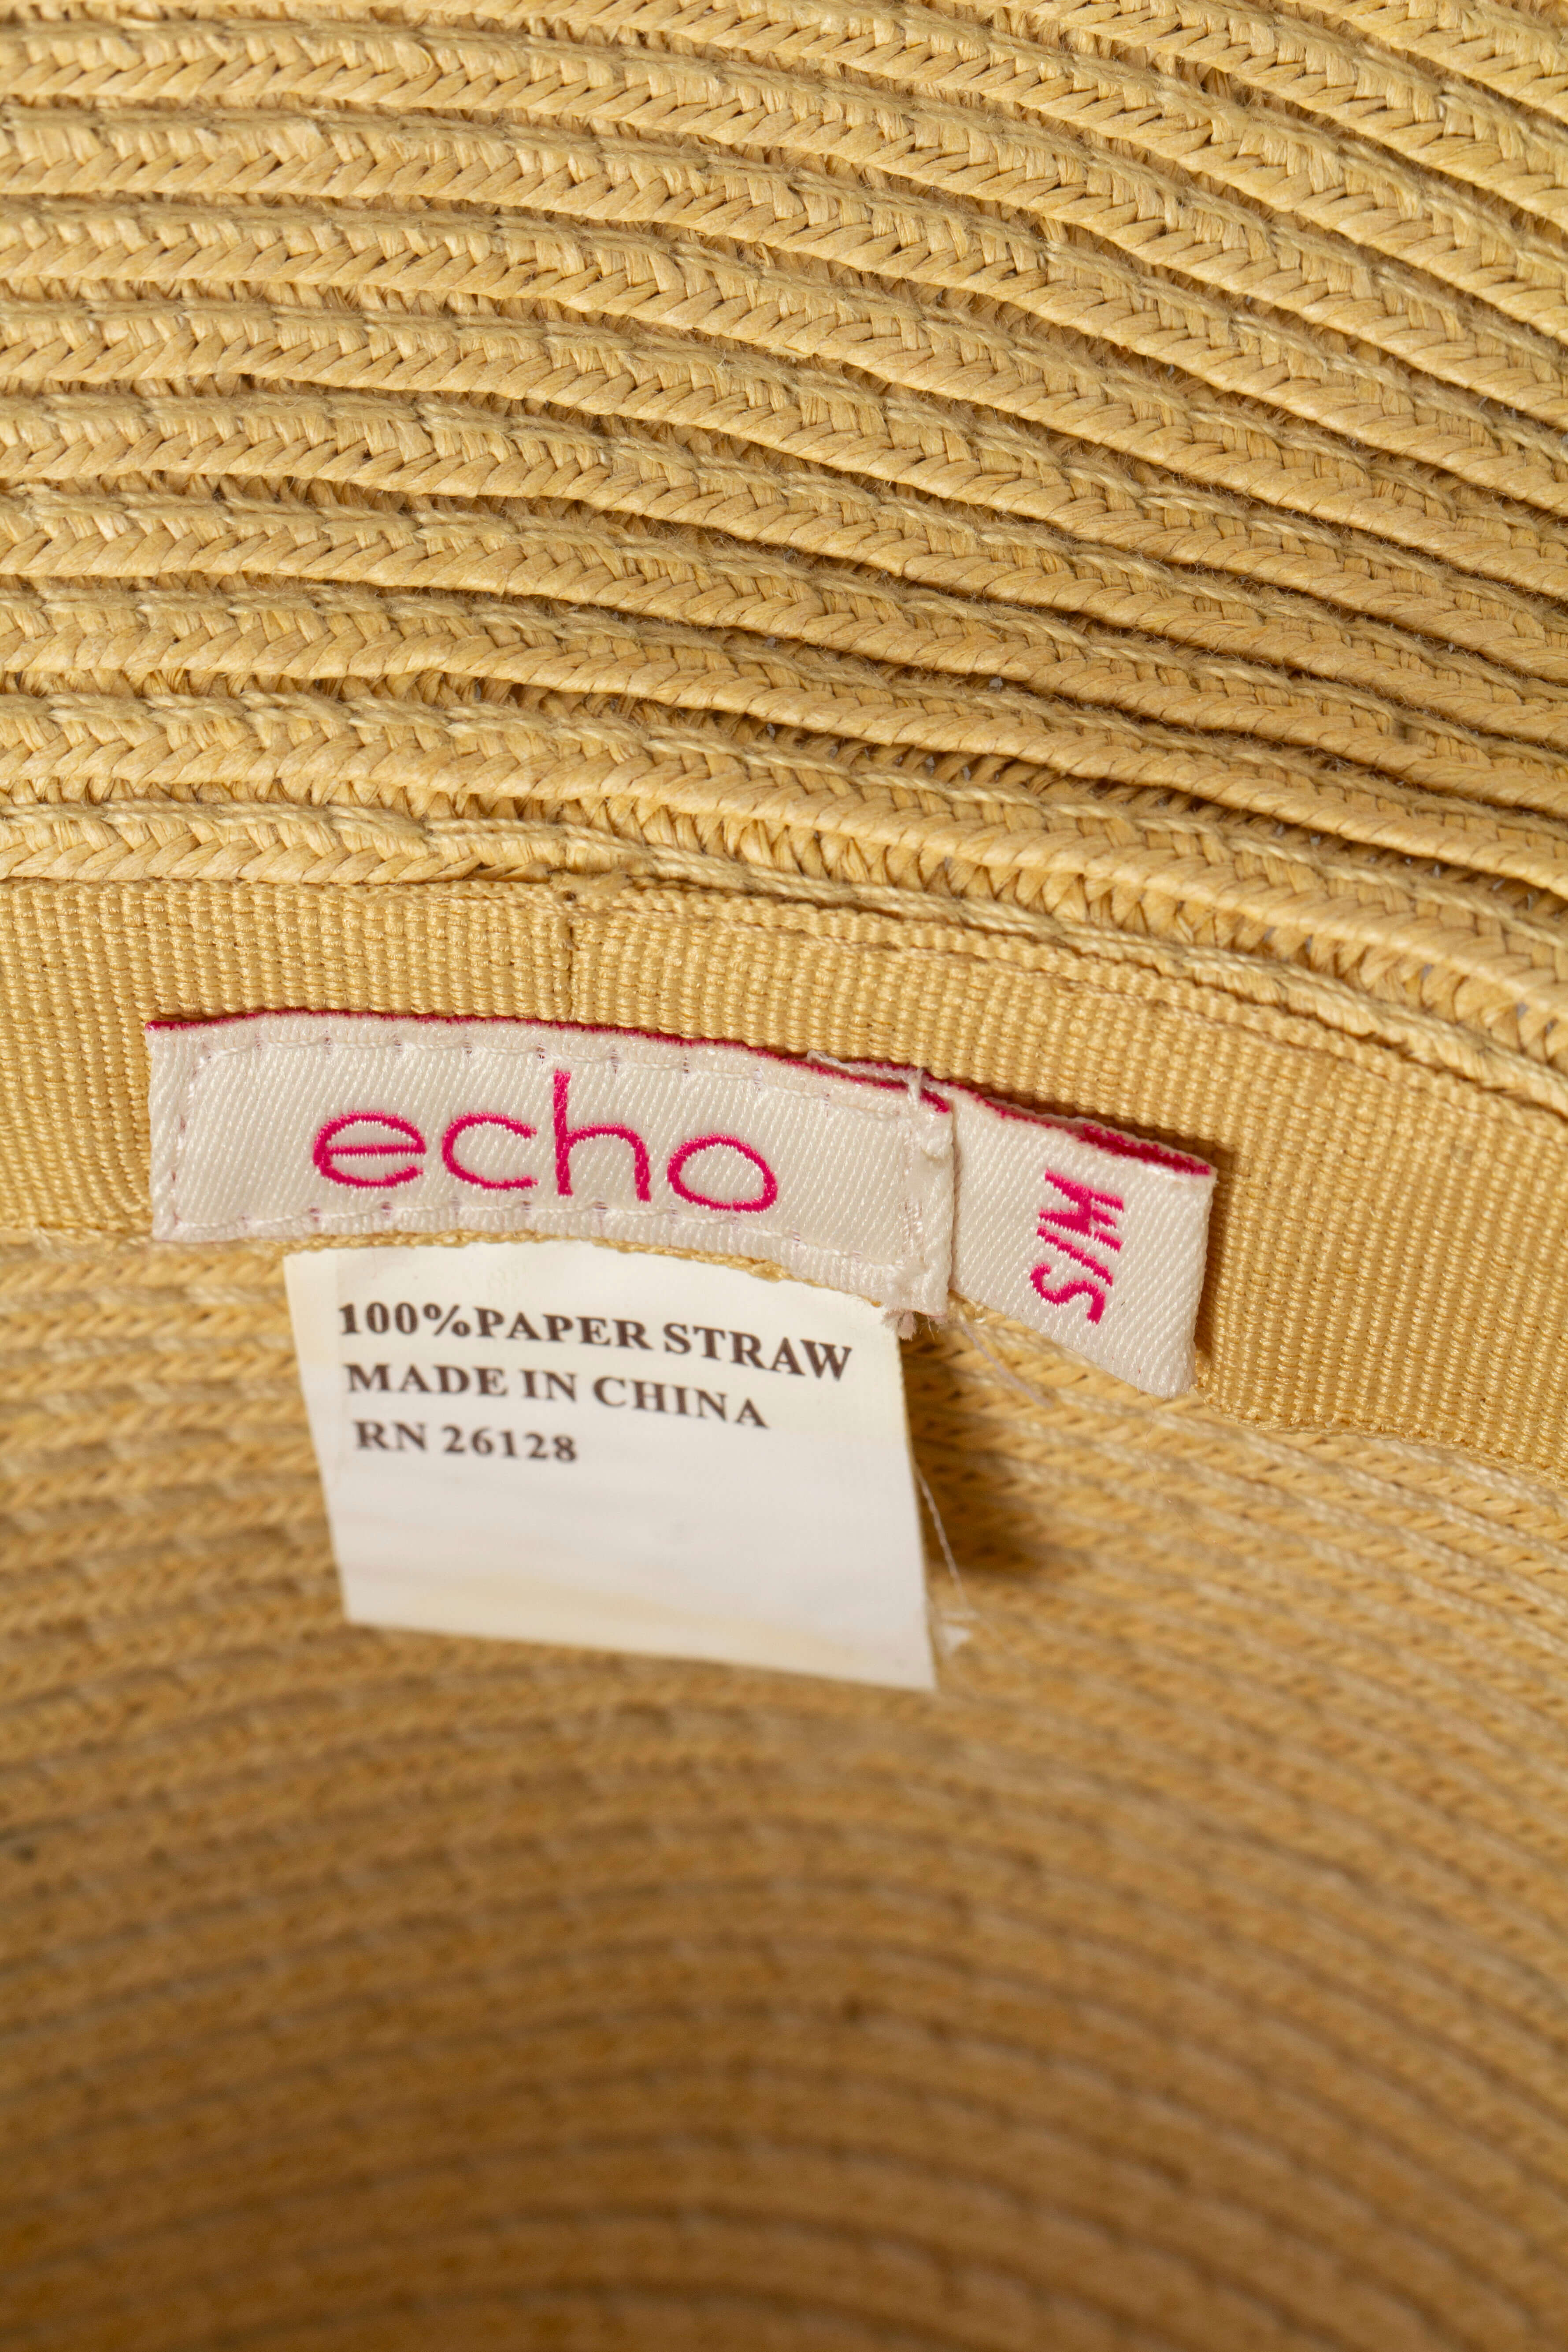 echo
S/M
100%PAPER STRAW
MADE IN CHINA
RN 26128